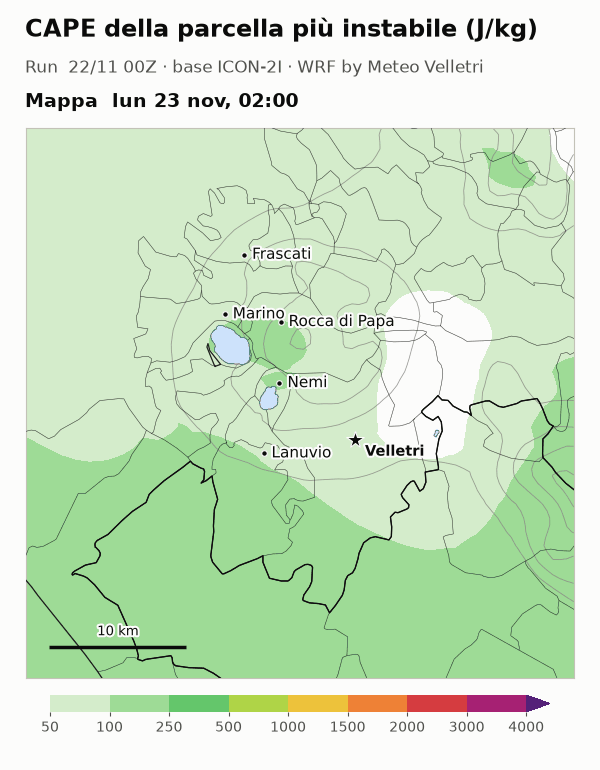 CAPE della parcella più instabile (J/kg)
Run  22/11 00Z · base ICON-2I · WRF by Meteo Velletri
Mappa  lun 23 nov, 02:00
Frascati
Marino
Rocca di Papa
Nemi
Velletri
Lanuvio
10 km
50 100 250 500 1000 1500 2000 3000 4000